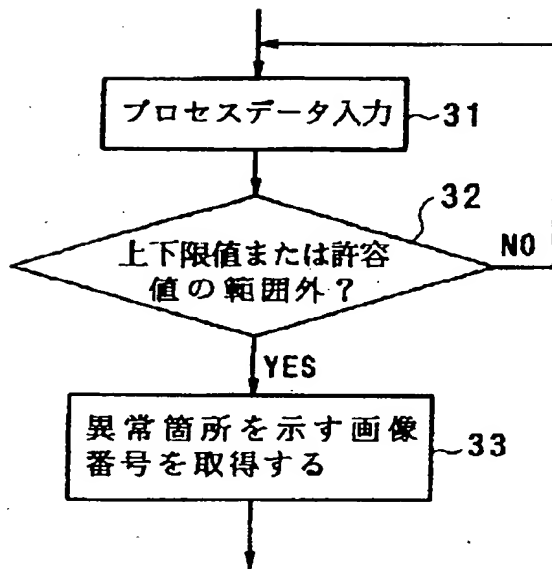 プロセスデータ入力
31
32
上下限値または許容
値の範囲外?
NO
YES
異常箇所を示す画像
番号を取得する
33